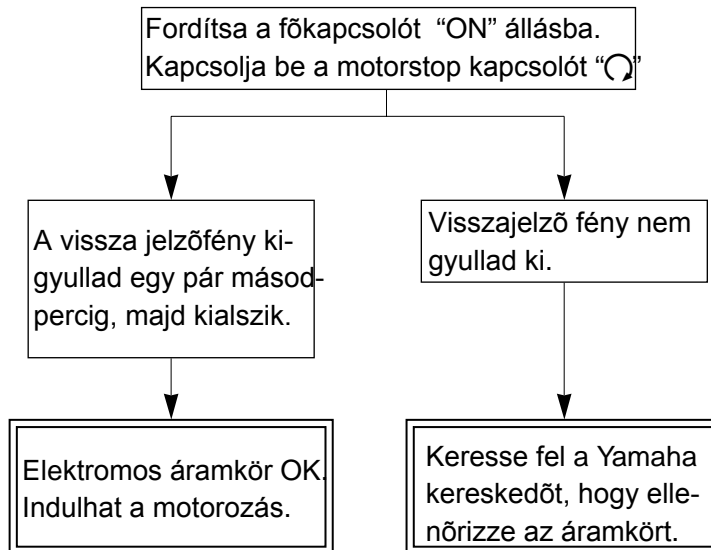 Fordítsa a fõkapcsolót “ON” állásba.
Kapcsolja be a motorstop kapcsolót “↻”
A vissza jelzõfény ki-
gyullad egy pár másod-
percig, majd kialszik.
Visszajelzõ fény nem
gyullad ki.
Elektromos áramkör OK.
Indulhat a motorozás.
Keresse fel a Yamaha
kereskedõt, hogy elle-
nõrizze az áramkört.